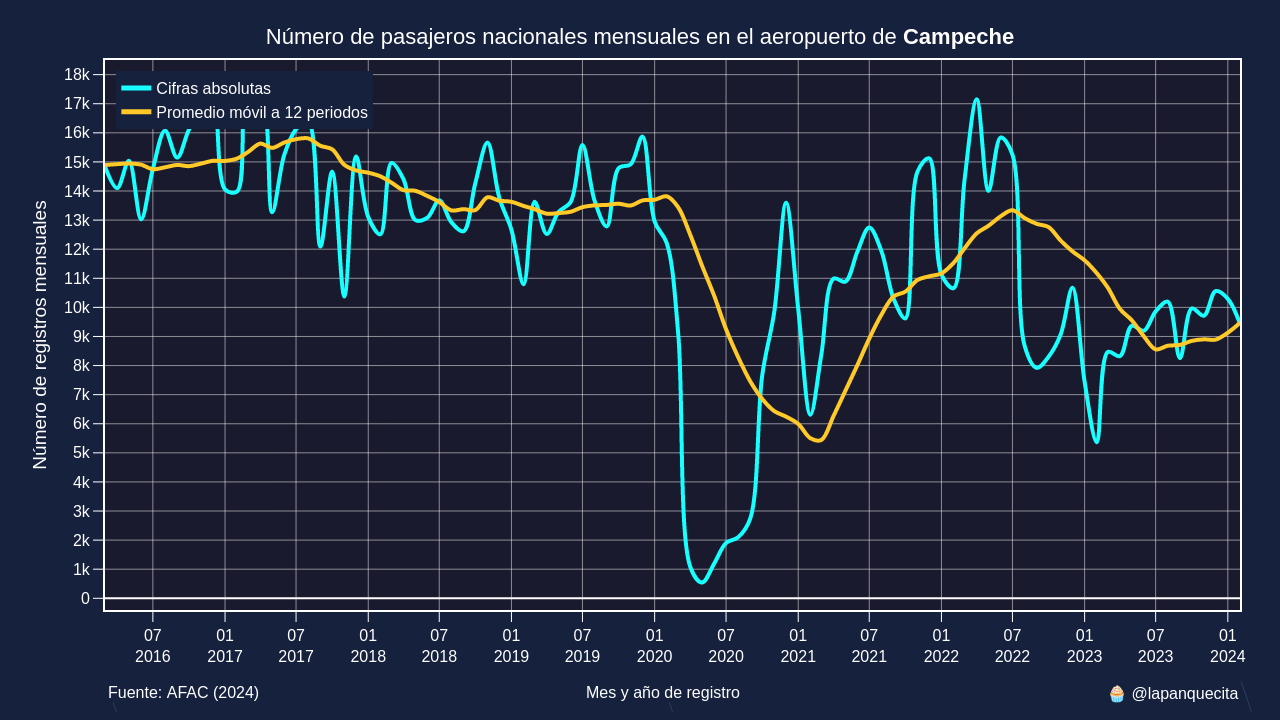 Número de pasajeros nacionales mensuales en el aeropuerto de Campeche
Cifras absolutas
Promedio móvil a 12 periodos
Número de registros mensuales
18k
17k
16k
15k
14k
13k
12k
11k
10k
9k
8k
7k
6k
5k
4k
3k
2k
1k
0
07 01 07 01 07 01 07 01 07 01 07 01 07 01 07 01
2016 2017 2017 2018 2018 2019 2019 2020 2020 2021 2021 2022 2022 2023 2023 2024
Fuente: AFAC (2024)
Mes y año de registro
🧁 @lapanquecita